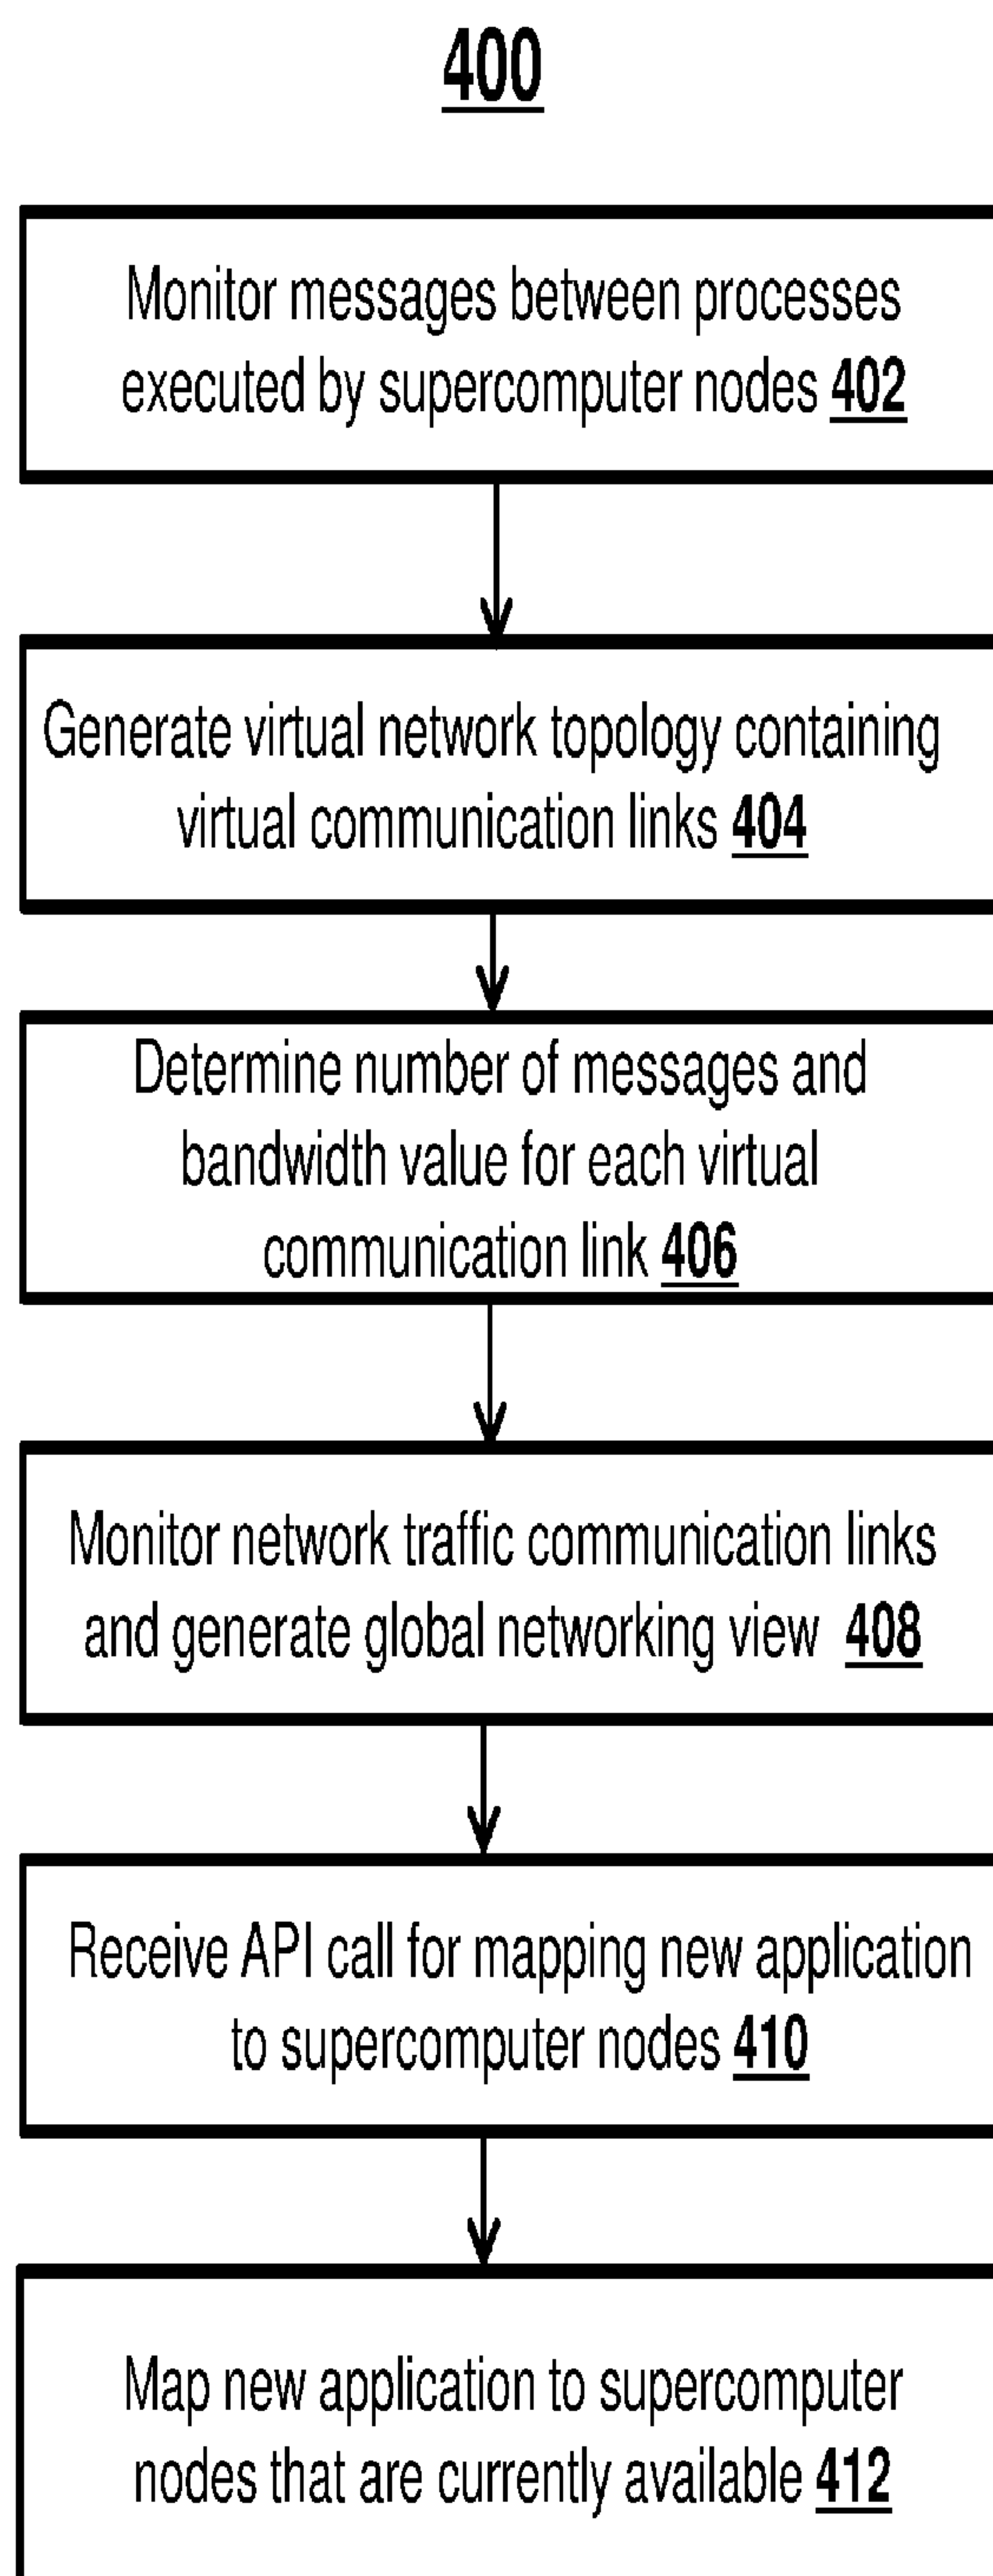 400
Monitor messages between processes
executed by supercomputer nodes 402
Generate virtual network topology containing
virtual communication links 404
Determine number of messages and
bandwidth value for each virtual
communication link 406
Monitor network traffic communication links
and generate global networking view 408
Receive API call for mapping new application
to supercomputer nodes 410
Map new application to supercomputer
nodes that are currently available 412